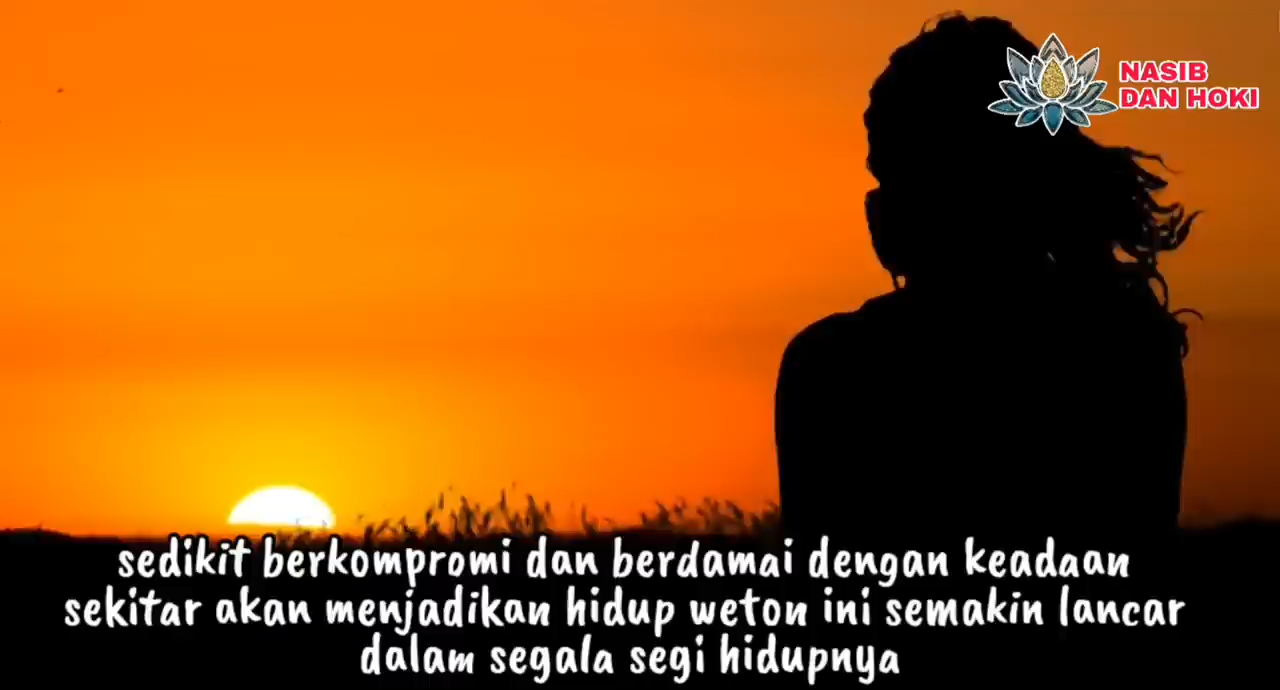 NASIB
DAN HOKI
sedikit berkompromi dan berdamai dengan keadaan
sekitar akan menjadikan hidup weton ini semakin lancar
dalam segala segi hidupnya